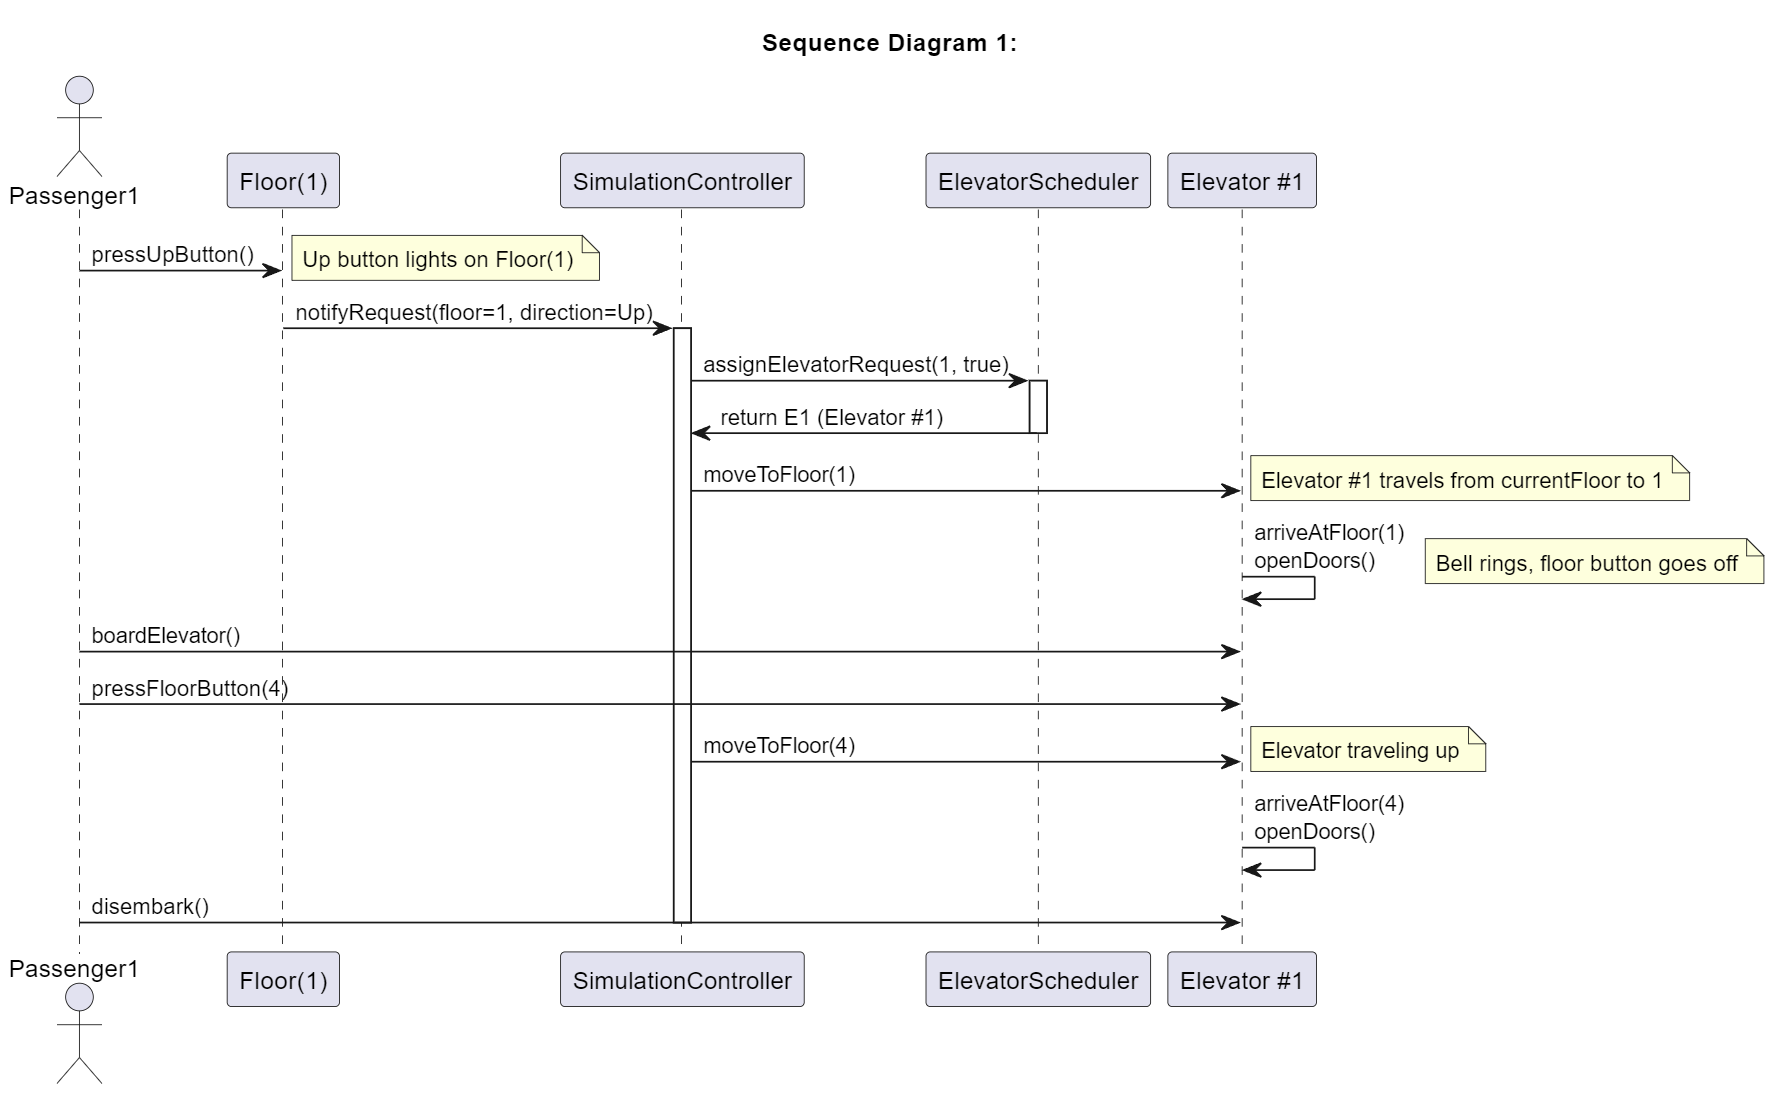 Sequence Diagram 1:
Passenger1
Floor(1)
SimulationController
ElevatorScheduler
Elevator #1
pressUpButton()
Up button lights on Floor(1)
notifyRequest(floor=1, direction=Up)
assignElevatorRequest(1, true)
return E1 (Elevator #1)
moveToFloor(1)
Elevator #1 travels from currentFloor to 1
arriveAtFloor(1)
openDoors()
Bell rings, floor button goes off
boardElevator()
pressFloorButton(4)
moveToFloor(4)
Elevator traveling up
arriveAtFloor(4)
openDoors()
disembark()
Passenger1
Floor(1)
SimulationController
ElevatorScheduler
Elevator #1